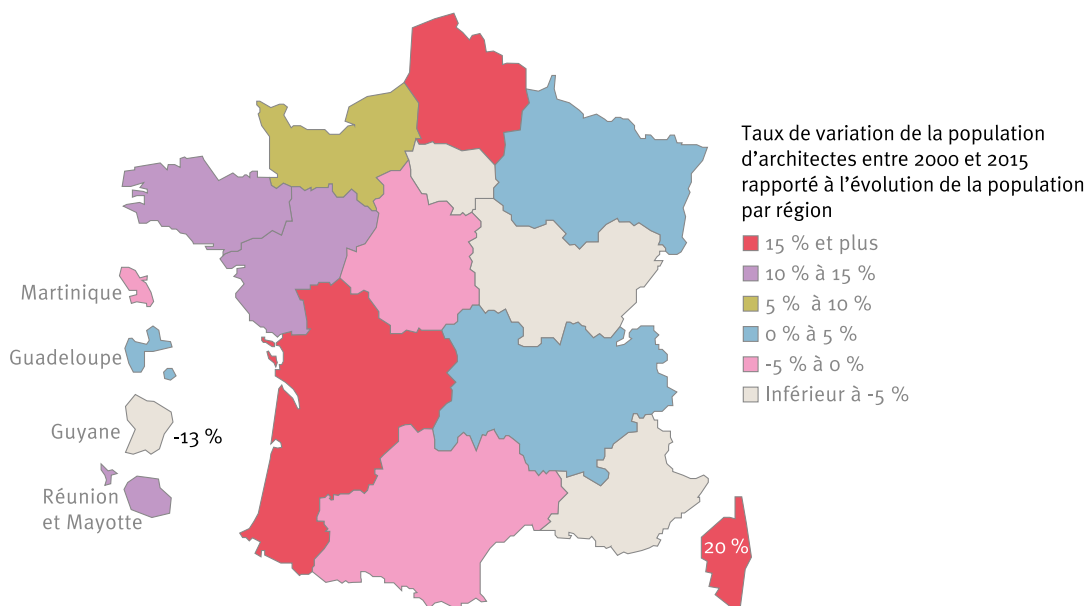 Taux de variation de la population
d’architectes entre 2000 et 2015
rapporté à l’évolution de la population
par région
15 % et plus
10 % à 15 %
5 % à 10 %
0 % à 5 %
-5 % à 0 %
Inférieur à -5 %
Martinique
Guadeloupe
Guyane
-13 %
Réunion
et Mayotte
20 %